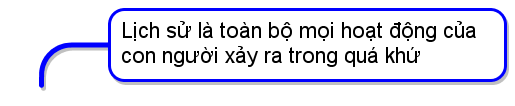 Lịch sử là toàn bộ mọi hoạt động của
con người xảy ra trong quá khứ